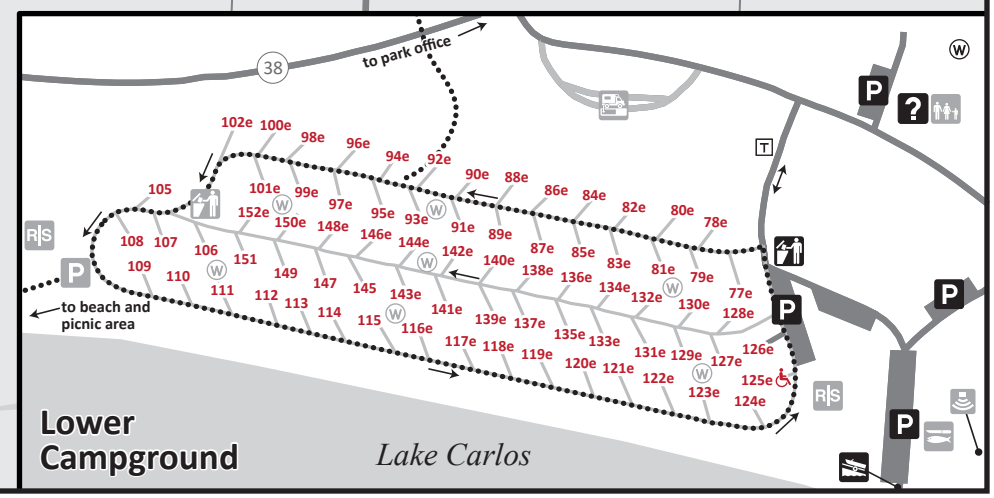 38
to park office
W
P
?
T
102e 100e
98e
96e
94e
92e
90e
88e
86e
84e
82e
80e
78e
105
101e
99e
97e
95e
93e
91e
89e
87e
85e
83e
81e
79e
77e
W
W
W
152e
150e
148e
146e
144e
142e
140e
138e
136e
134e
132e
130e
128e
R|S
108 107
106
151
149
147
145
143e
141e
139e
137e
135e
133e
131e
129e
127e
126e
W
W
W
W
P
109
110
111
112
113
114
115
116e
117e
118e
119e
120e
121e
122e
123e
124e
125e
P
P
R|S
P
to beach and
picnic area
Lower
Campground
Lake Carlos